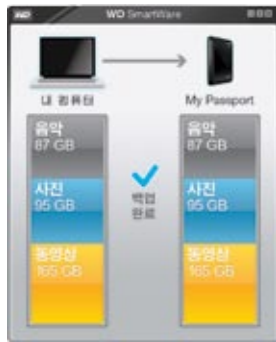 WD
WD SmartWare
내 컴퓨터
My Passport
음악
87 GB
사진
95 GB
동영상
165 GB
백업
완료
음악
87 GB
사진
95 GB
동영상
165 GB